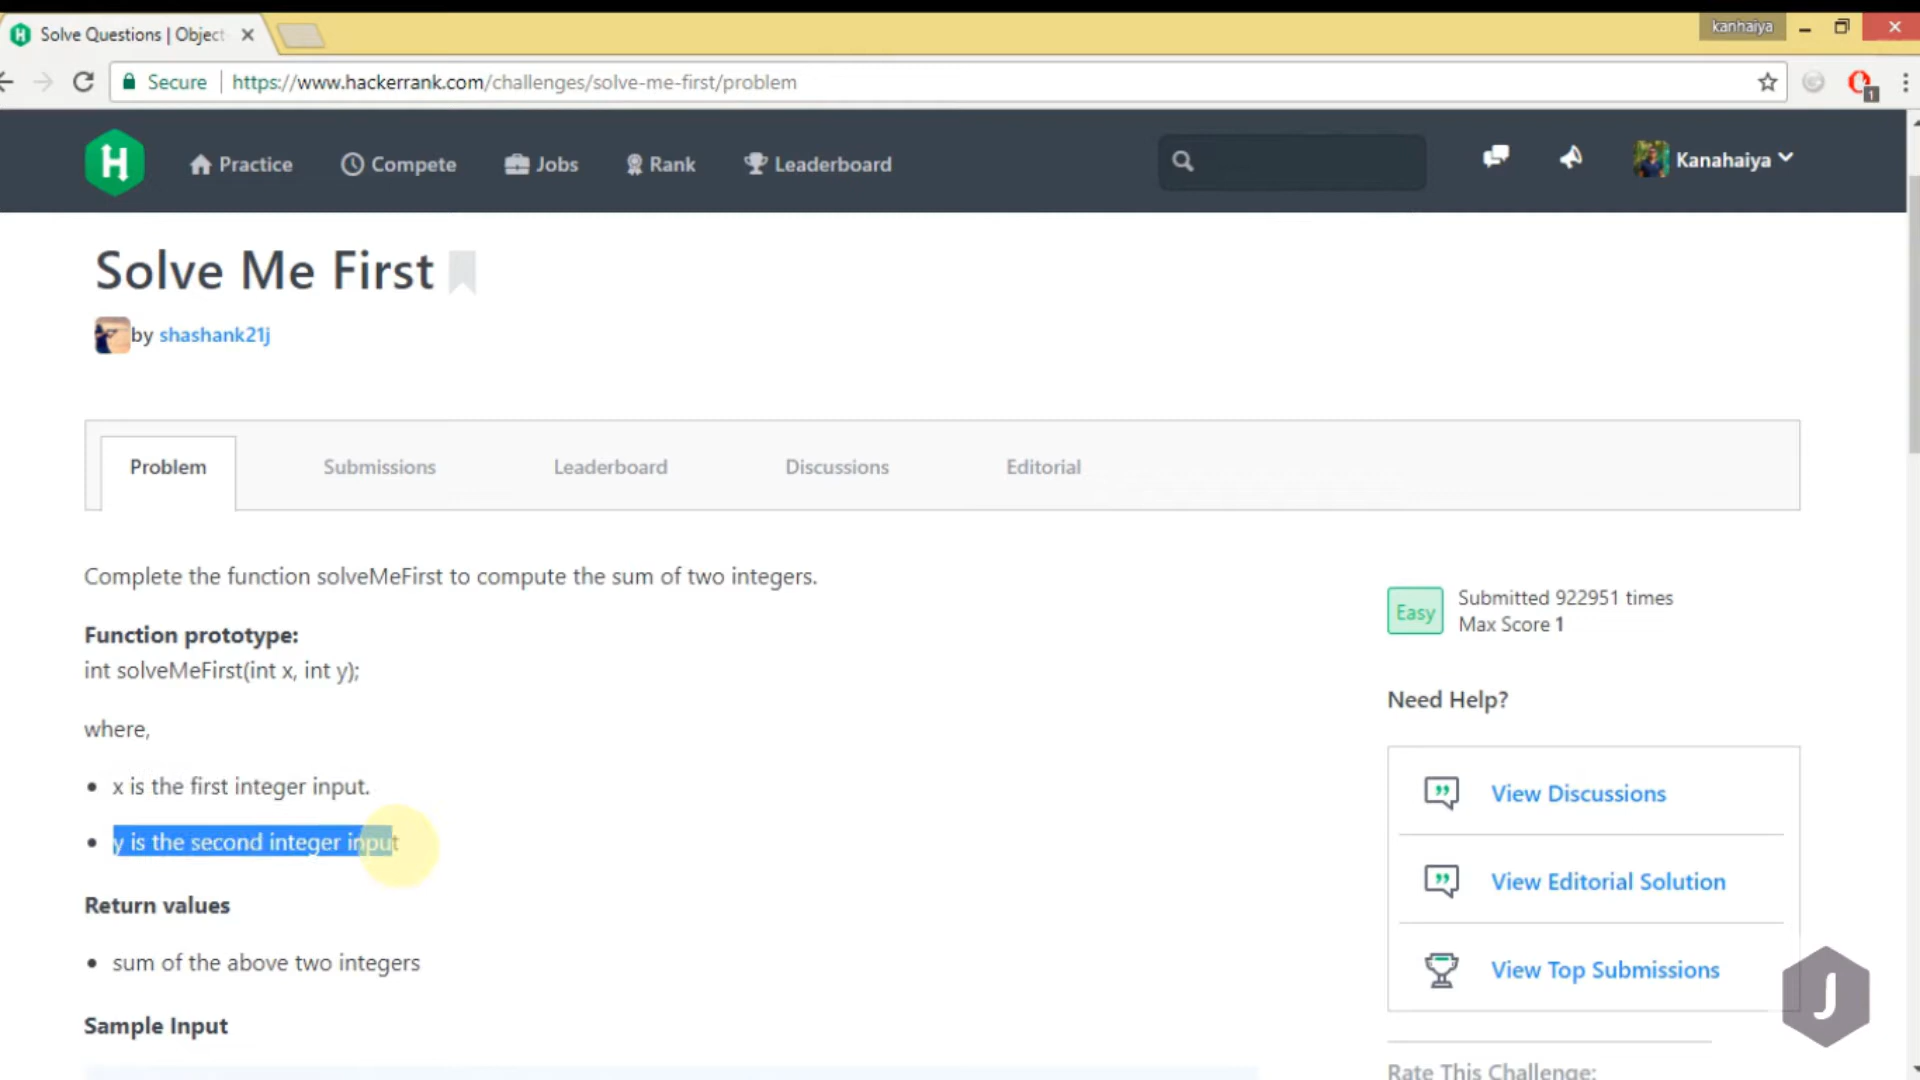 Solve Questions | Object
kanhaiya
Secure
https://www.hackerrank.com/challenges/solve-me-first/problem
1
H
Practice
Compete
Jobs
Rank
Leaderboard
Kanahaiya
Solve Me First
by shashank21j
Problem
Submissions
Leaderboard
Discussions
Editorial
Complete the function solveMeFirst to compute the sum of two integers.
Function prototype:
int solveMeFirst(int x, int y);
where,
• x is the first integer input.
• y is the second integer input
Return values
• sum of the above two integers
Sample Input
Easy
Submitted 922951 times
Max Score 1
Need Help?
View Discussions
View Editorial Solution
View Top Submissions
J
Rate This Challenge: